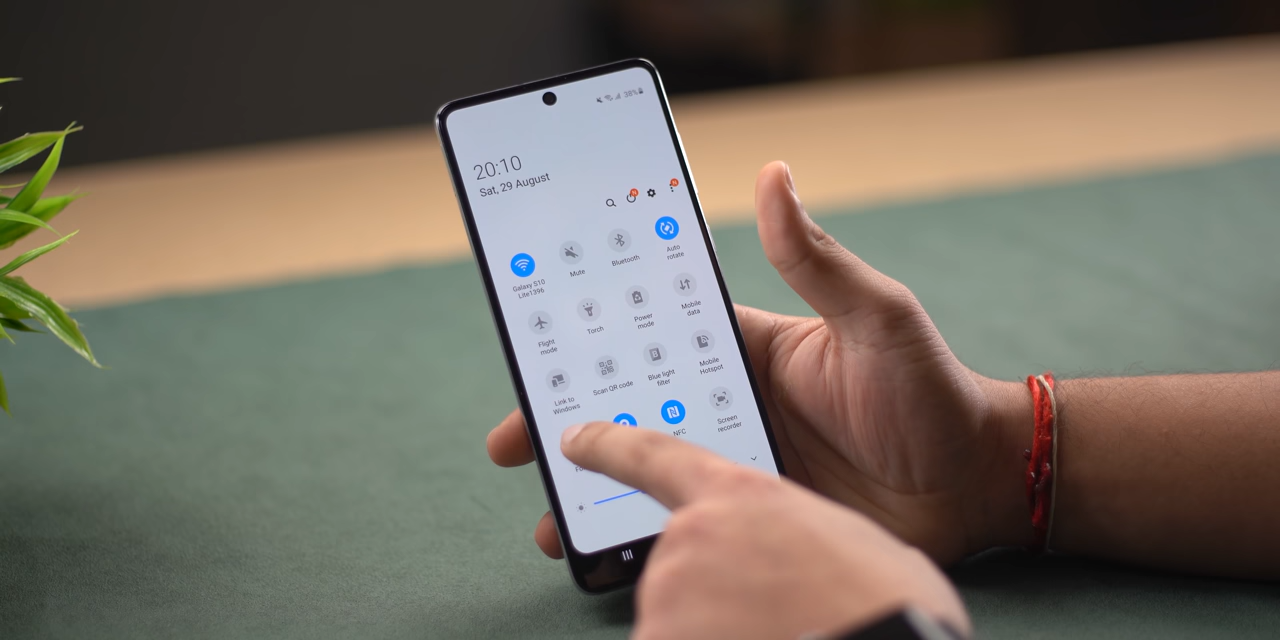 38%
20:10
Sat, 29 August
Galaxy S10
Lite1396
Mute
Bluetooth
Auto
rotate
Flight
mode
Torch
Power
mode
Mobile
data
Link to
Windows
Scan QR code
Blue light
filter
Mobile
Hotspot
NFC
Screen
recorder